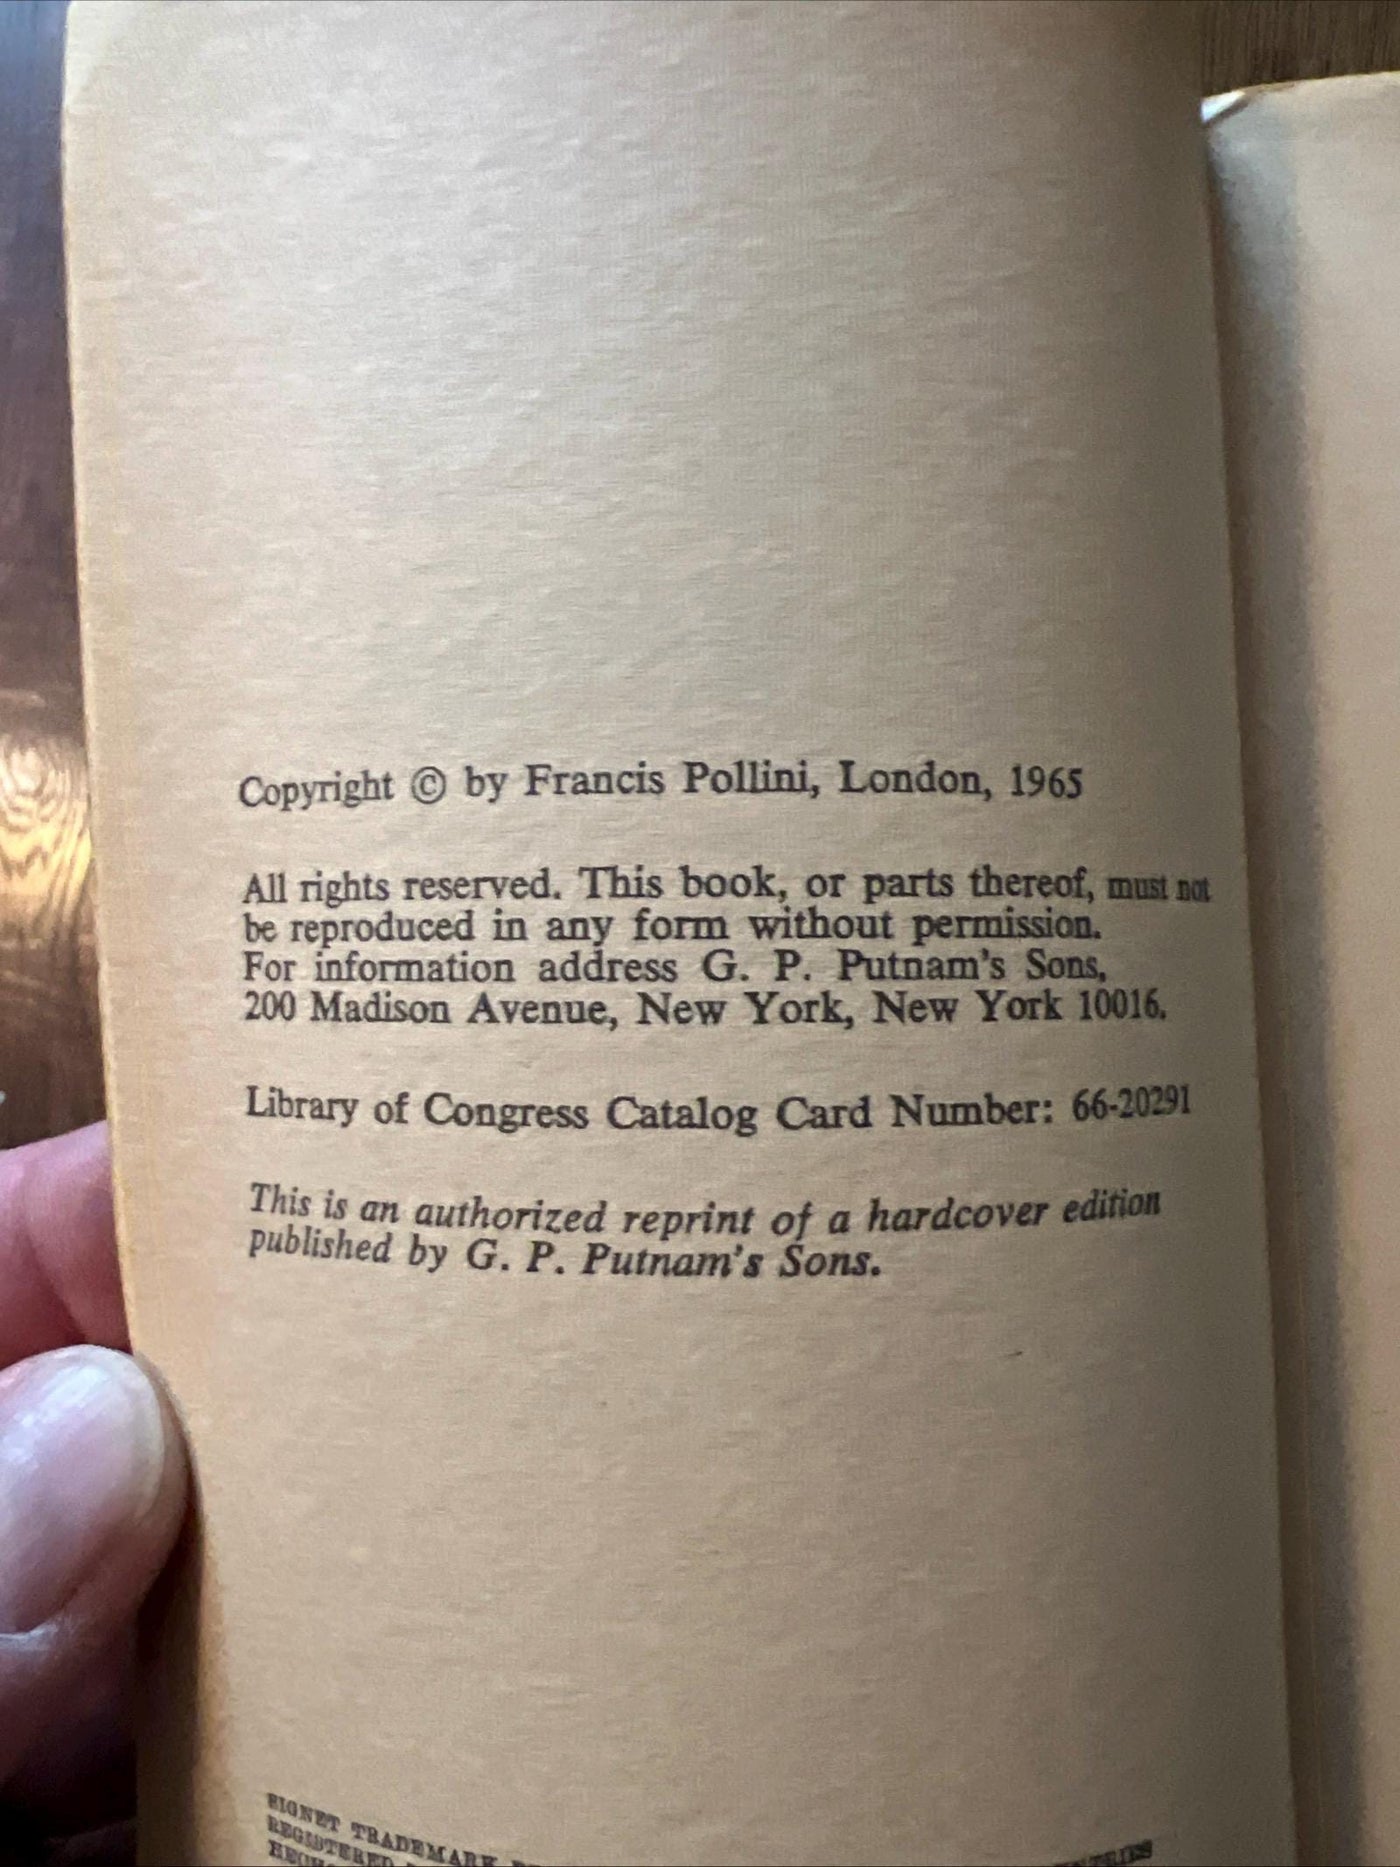 Copyright © by Francis Pollini, London, 1965
All rights reserved. This book, or parts thereof, must not
be reproduced in any form without permission.
For information address G. P. Putnam's Sons,
200 Madison Avenue, New York, New York 10016.
Library of Congress Catalog Card Number: 66-20291
This is an authorized reprint of a hardcover edition
published by G. P. Putnam's Sons.
SIGNET TRADEMARK
REGISTERED